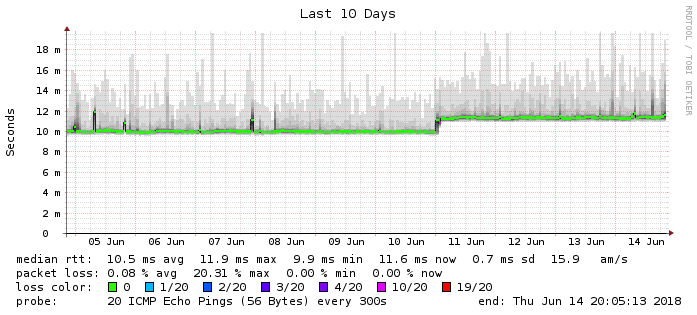 Last 10 Days
RRDTOOL / TOBI OETIKER
Seconds
18 m
16 m
14 m
12 m
10 m
8 m
6 m
4 m
2 m
0
05 Jun 06 Jun 07 Jun 08 Jun 09 Jun 10 Jun 11 Jun 12 Jun 13 Jun 14 Jun
median rtt: 10.5 ms avg 11.9 ms max 9.9 ms min 11.6 ms now 0.7 ms sd 15.9 am/s
packet loss: 0.08 % avg 20.31 % max 0.00 % min 0.00 % now
loss color: 0 1/20 2/20 3/20 4/20 10/20 19/20
probe: 20 ICMP Echo Pings (56 Bytes) every 300s end: Thu Jun 14 20:05:13 2018